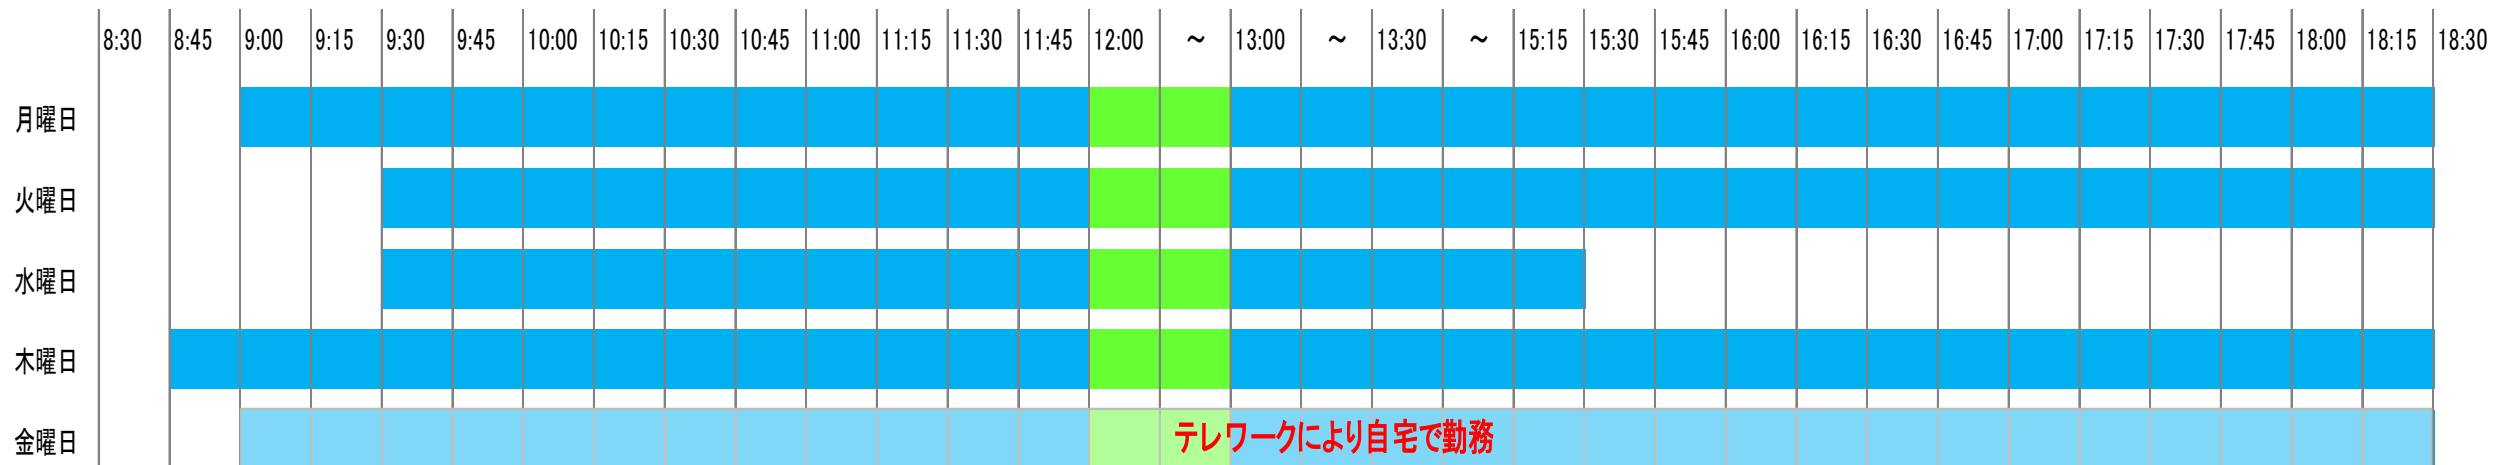 8:30 8:45 9:00 9:15 9:30 9:45 10:00 10:15 10:30 10:45 11:00 11:15 11:30 11:45 12:00 ～ 13:00 ～ 13:30 ～ 15:15 15:30 15:45 16:00 16:15 16:30 16:45 17:00 17:15 17:30 17:45 18:00 18:15 18:30
月曜日
火曜日
水曜日
木曜日
金曜日 テレワークにより自宅で勤務